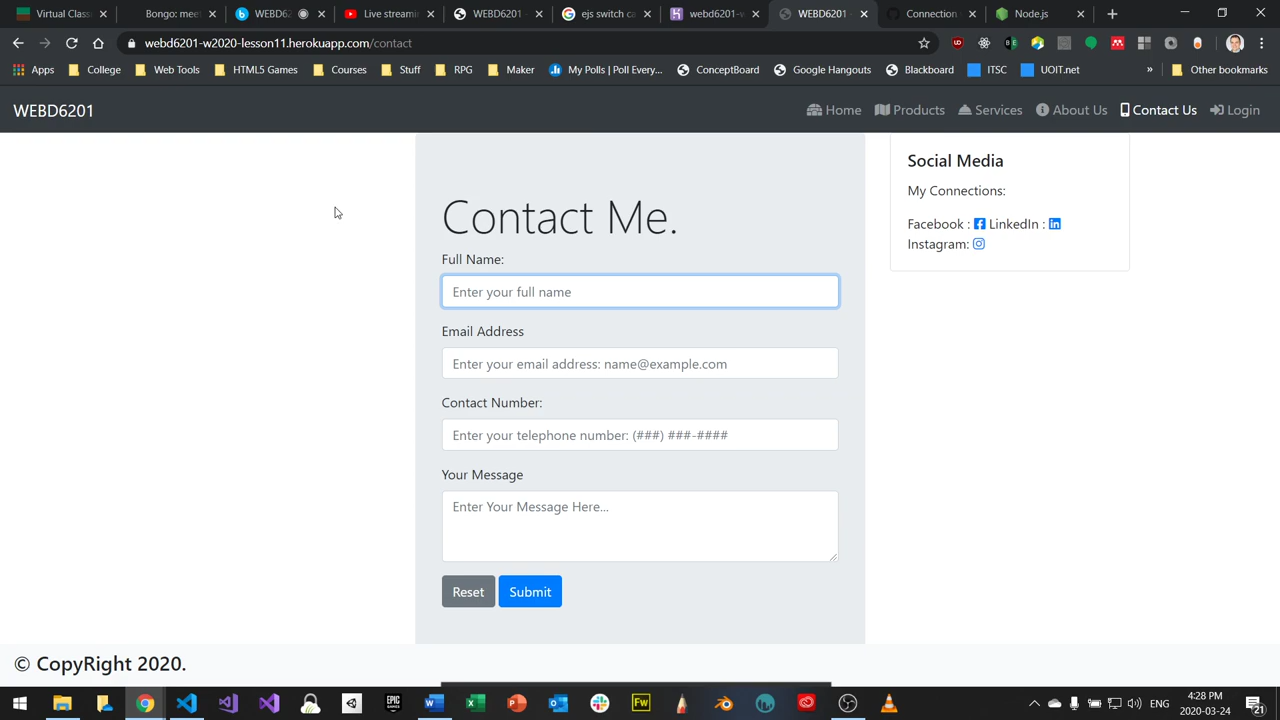 Virtual Class
Bongo: meet
WEBD62
Live streami
WEBD6201 -
ejs switch ca
webd6201-w
WEBD6201 -
Connection
Node.js
webd6201-w2020-lesson11.herokuapp.com/contact
Apps
College
Web Tools
HTML5 Games
Courses
Stuff
RPG
Maker
My Polls | Poll Every...
ConceptBoard
Google Hangouts
Blackboard
ITSC
UOIT.net
»
Other bookmarks
WEBD6201
Home
Products
Services
About Us
Contact Us
Login
Contact Me.
Full Name:
Enter your full name
Email Address
Enter your email address: name@example.com
Contact Number:
Enter your telephone number: (###) ###-####
Your Message
Enter Your Message Here...
Reset
Submit
Social Media
My Connections:
Facebook : LinkedIn :
Instagram:
© CopyRight 2020.
EPIC
Fw
4:28 PM
2020-03-24
21